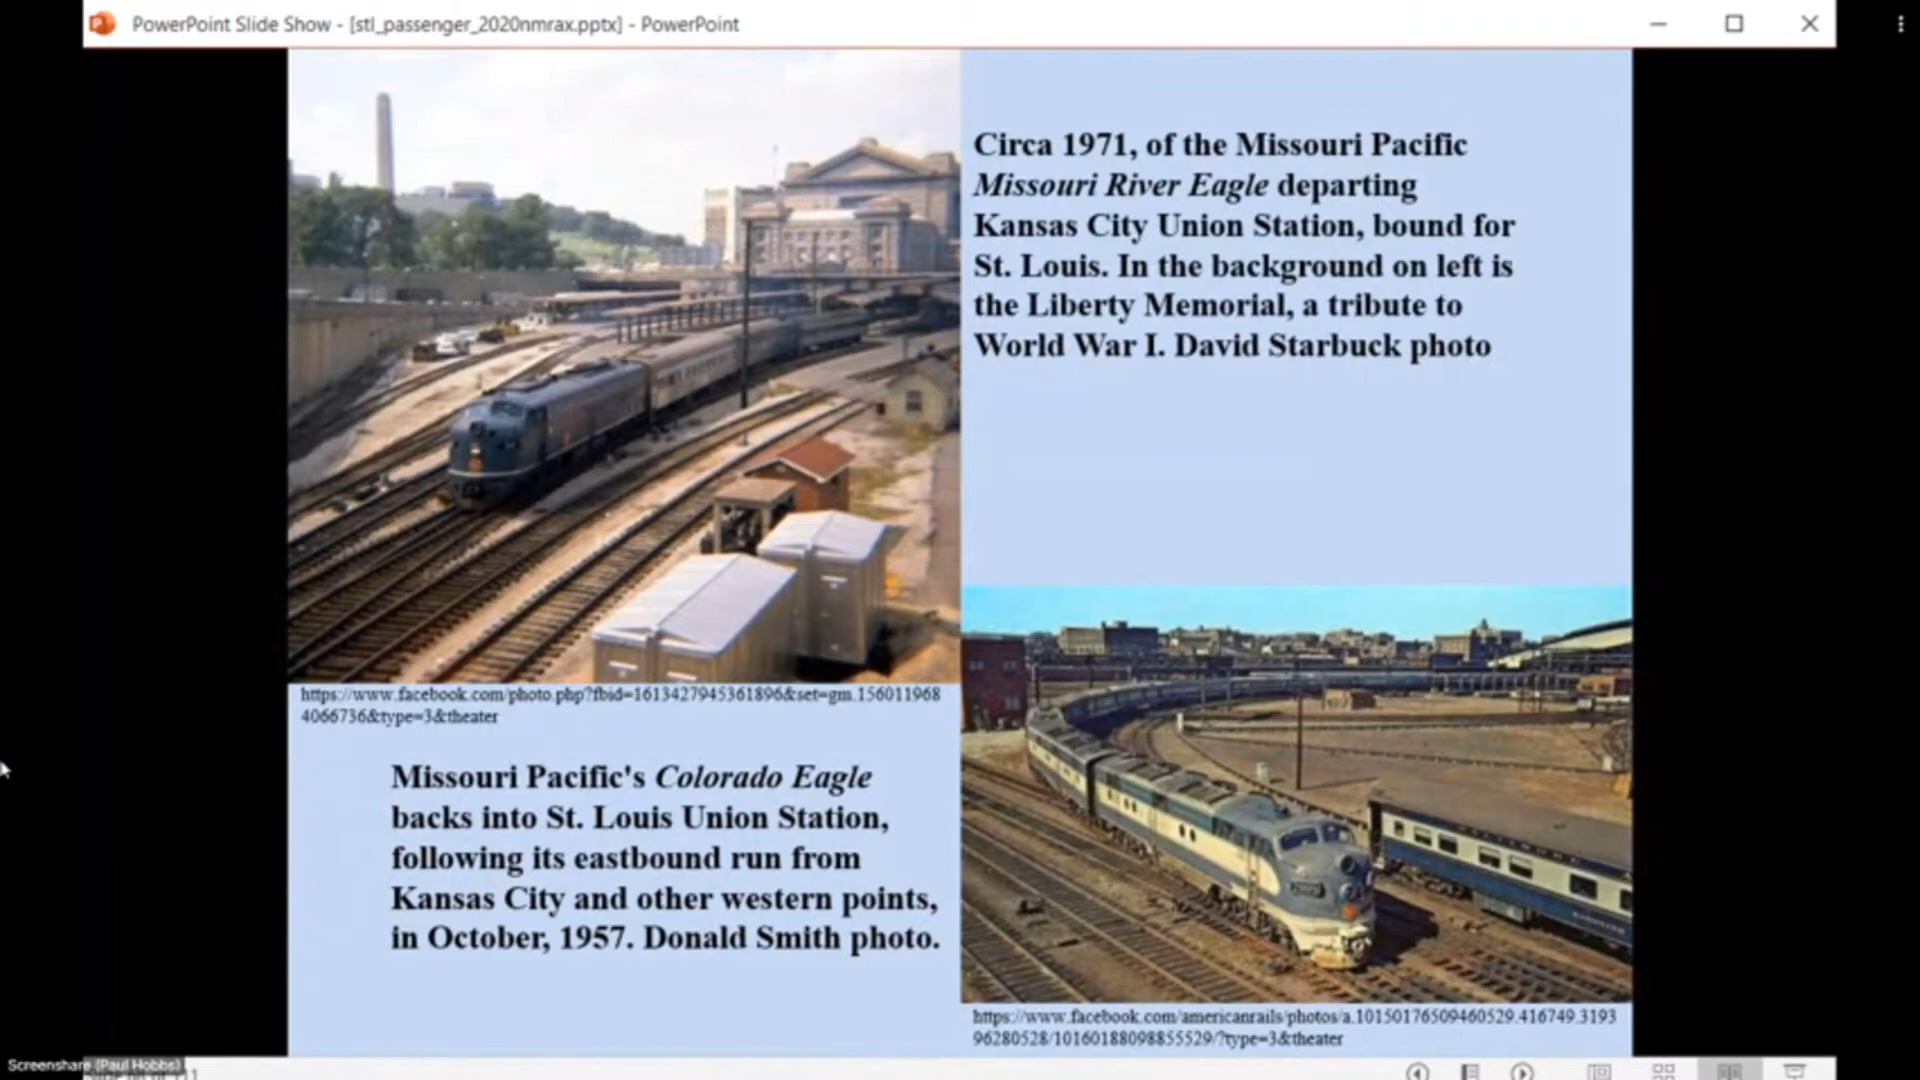 PowerPoint Slide Show - [stl_passenger_2020nmrax.pptx] - PowerPoint
Circa 1971, of the Missouri Pacific
Missouri River Eagle departing
Kansas City Union Station, bound for
St. Louis. In the background on left is
the Liberty Memorial, a tribute to
World War I. David Starbuck photo
https://www.facebook.com/photo.php?fbid=1613427945361896&set=gm.156011968
4066736&type=3&theater
Missouri Pacific's Colorado Eagle
backs into St. Louis Union Station,
following its eastbound run from
Kansas City and other western points,
in October, 1957. Donald Smith photo.
https://www.facebook.com/americanrails/photos/a.10150176509460529.416749.3193
96280528/10160188098855529/?type=3&theater
Screenshare (Paul Hobbs)